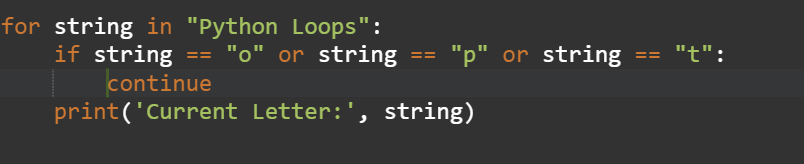 for string in "Python Loops":
    if string == "o" or string == "p" or string == "t":
        continue
    print('Current Letter:', string)